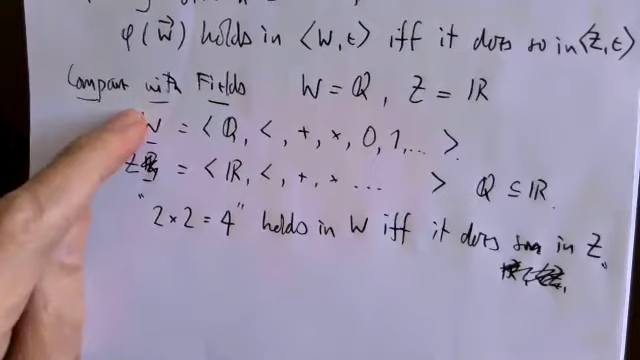 φ(w⃗) holds in ⟨W,∈⟩ iff it does so in ⟨Z,∈⟩
Compare with Fields W = ℚ, Z = ℝ
W = ⟨ℚ, <, +, ×, 0, 1, ... ⟩.
Z = ⟨ℝ, <, +, × ... ⟩ ℚ ⊆ ℝ.
"2 × 2 = 4" holds in W iff it does in Z.